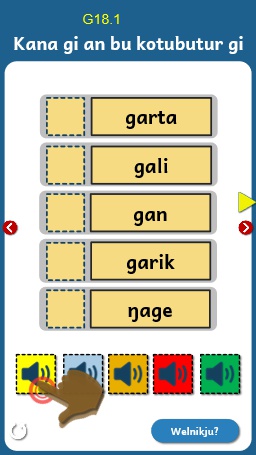 G18.1
Kana gi an bu kotubutur gi
garta
gali
gan
garik
ŋage
Welnikju?